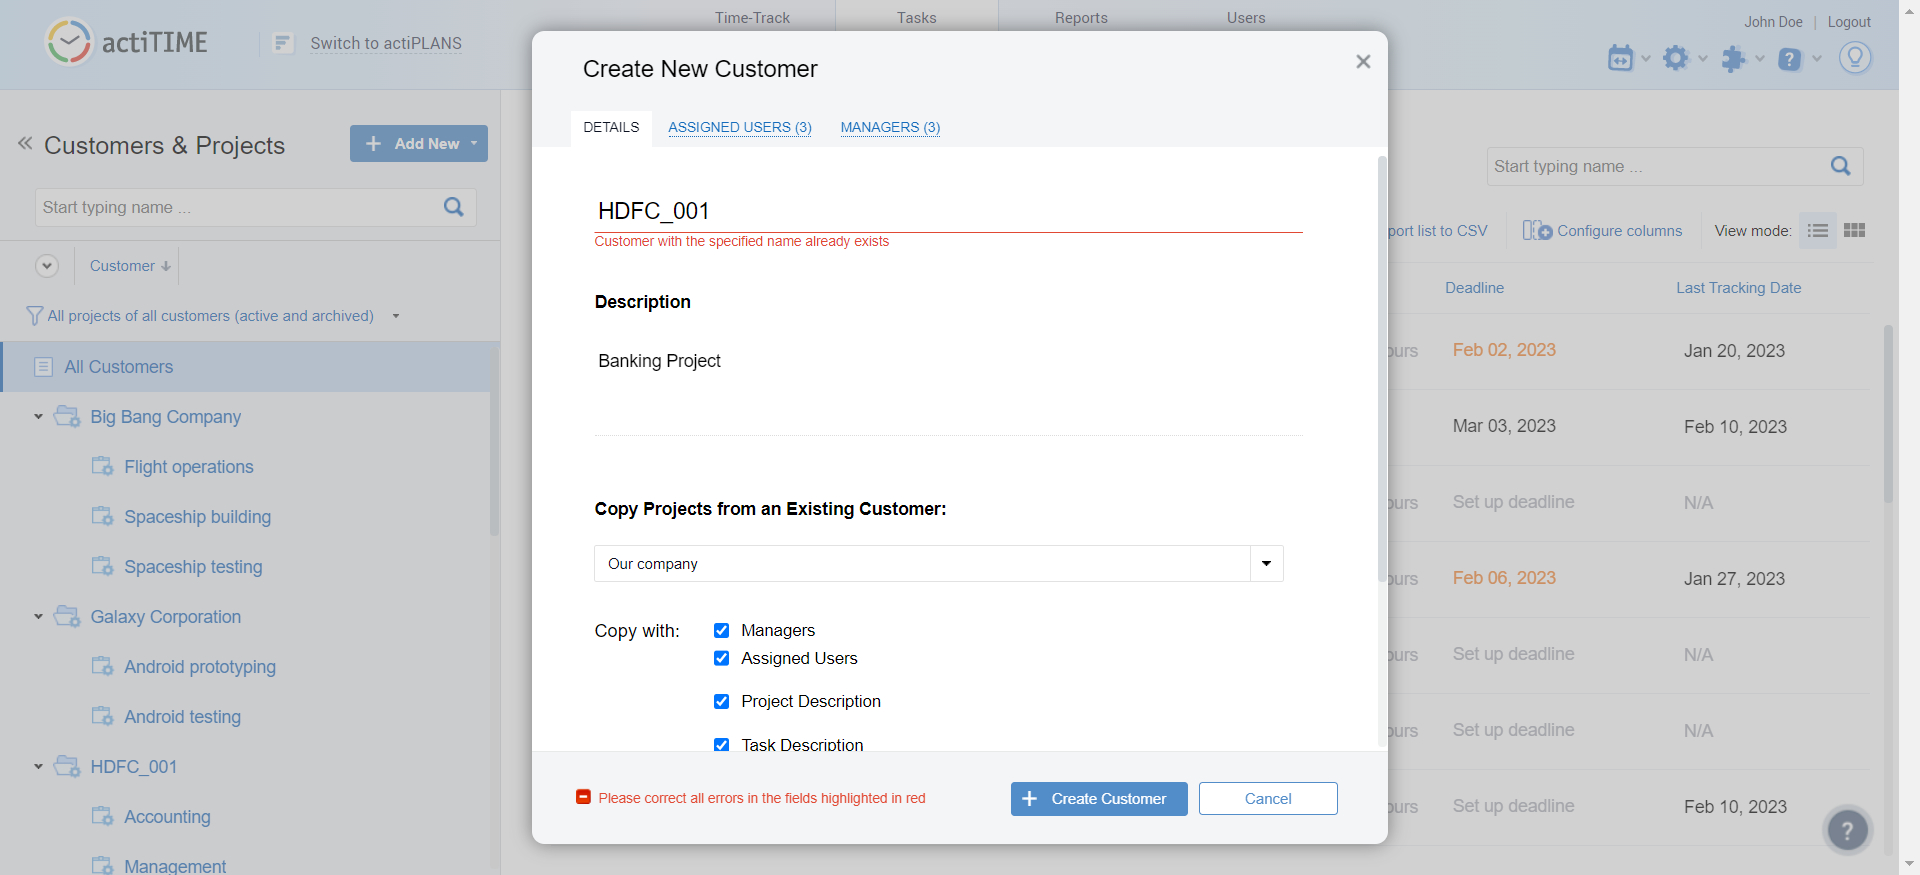 actiTIME
Switch to actiPLANS
Time-Track
Tasks
Reports
Users
John Doe
Logout
Customers & Projects
Add New
Start typing name ...
Customer
All projects of all customers (active and archived)
All Customers
Big Bang Company
Flight operations
Spaceship building
Spaceship testing
Galaxy Corporation
Android prototyping
Android testing
HDFC_001
Accounting
Management
Create New Customer
DETAILS
ASSIGNED USERS (3)
MANAGERS (3)
HDFC_001
Customer with the specified name already exists
Description
Banking Project
Copy Projects from an Existing Customer:
Our company
Copy with:
Managers
Assigned Users
Project Description
Task Description
Please correct all errors in the fields highlighted in red
Create Customer
Cancel
Start typing name ...
port list to CSV
Configure columns
View mode:
Deadline
Last Tracking Date
ours
Feb 02, 2023
Jan 20, 2023
Mar 03, 2023
Feb 10, 2023
ours
Set up deadline
N/A
ours
Feb 06, 2023
Jan 27, 2023
ours
Set up deadline
N/A
ours
Set up deadline
N/A
ours
Set up deadline
Feb 10, 2023
?